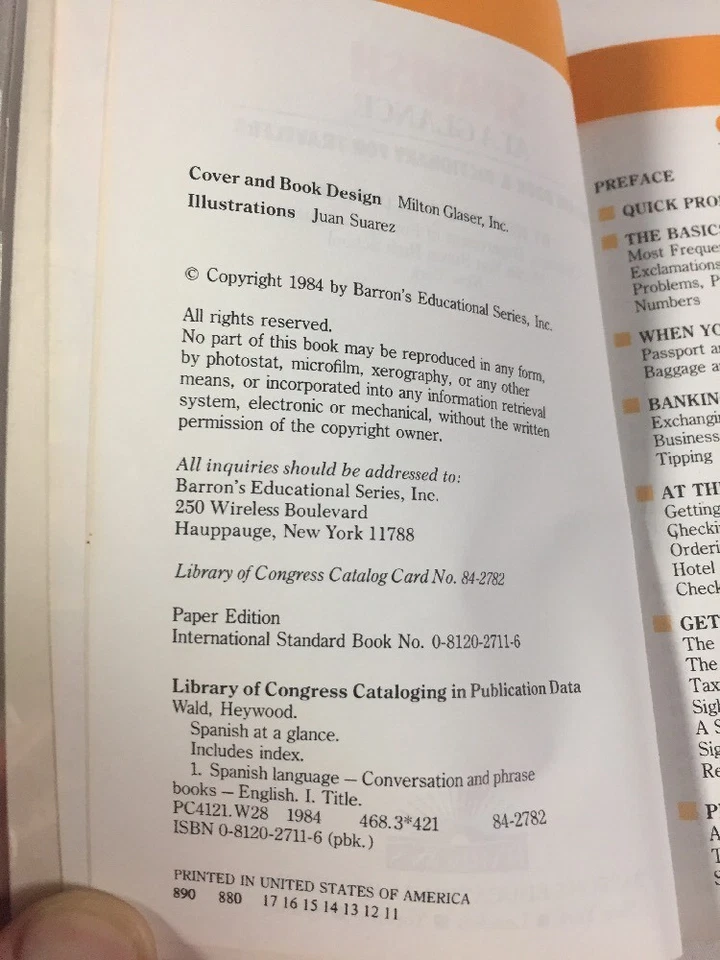 Cover and Book Design Milton Glaser, Inc.
Illustrations Juan Suarez
© Copyright 1984 by Barron's Educational Series, Inc.
All rights reserved.
No part of this book may be reproduced in any form,
by photostat, microfilm, xerography, or any other
means, or incorporated into any information retrieval
system, electronic or mechanical, without the written
permission of the copyright owner.
All inquiries should be addressed to:
Barron's Educational Series, Inc.
250 Wireless Boulevard
Hauppauge, New York 11788
Library of Congress Catalog Card No. 84-2782
Paper Edition
International Standard Book No. 0-8120-2711-6
Library of Congress Cataloging in Publication Data
Wald, Heywood.
Spanish at a glance.
Includes index.
1. Spanish language — Conversation and phrase
books — English. I. Title.
PC4121.W28 1984 468.3*421 84-2782
ISBN 0-8120-2711-6 (pbk.)
PRINTED IN UNITED STATES OF AMERICA
890 880 17 16 15 14 13 12 11
PREFACE
QUICK PRO
THE BASICS
Most Freque
Exclamations
Problems, P
Numbers
WHEN YO
Passport a
Baggage a
BANKIN
Exchangi
Business
Tipping
AT TH
Getting
Checki
Orderi
Hotel
Check
GET
The
The
Tax
Sigh
A S
Sig
Re
P
A
T
S